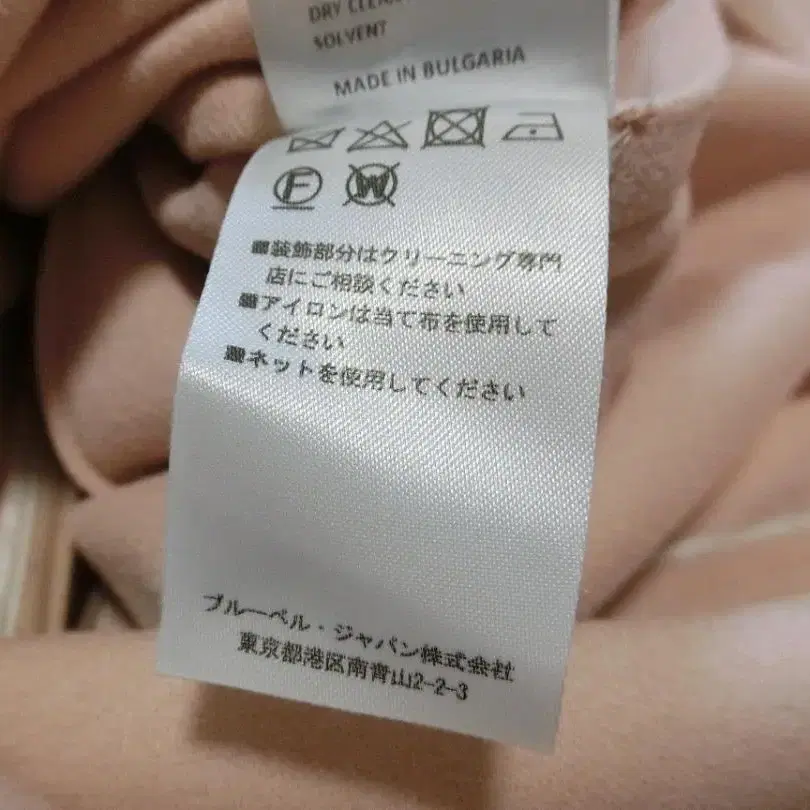 DRY CLEAN
SOLVENT
MADE IN BULGARIA
F W
■装飾部分はクリーニング専門
店にご相談ください
■アイロンは当て布を使用して
ください
■ネットを使用してください
ブルーベル・ジャパン株式会社
東京都港区南青山2-2-3